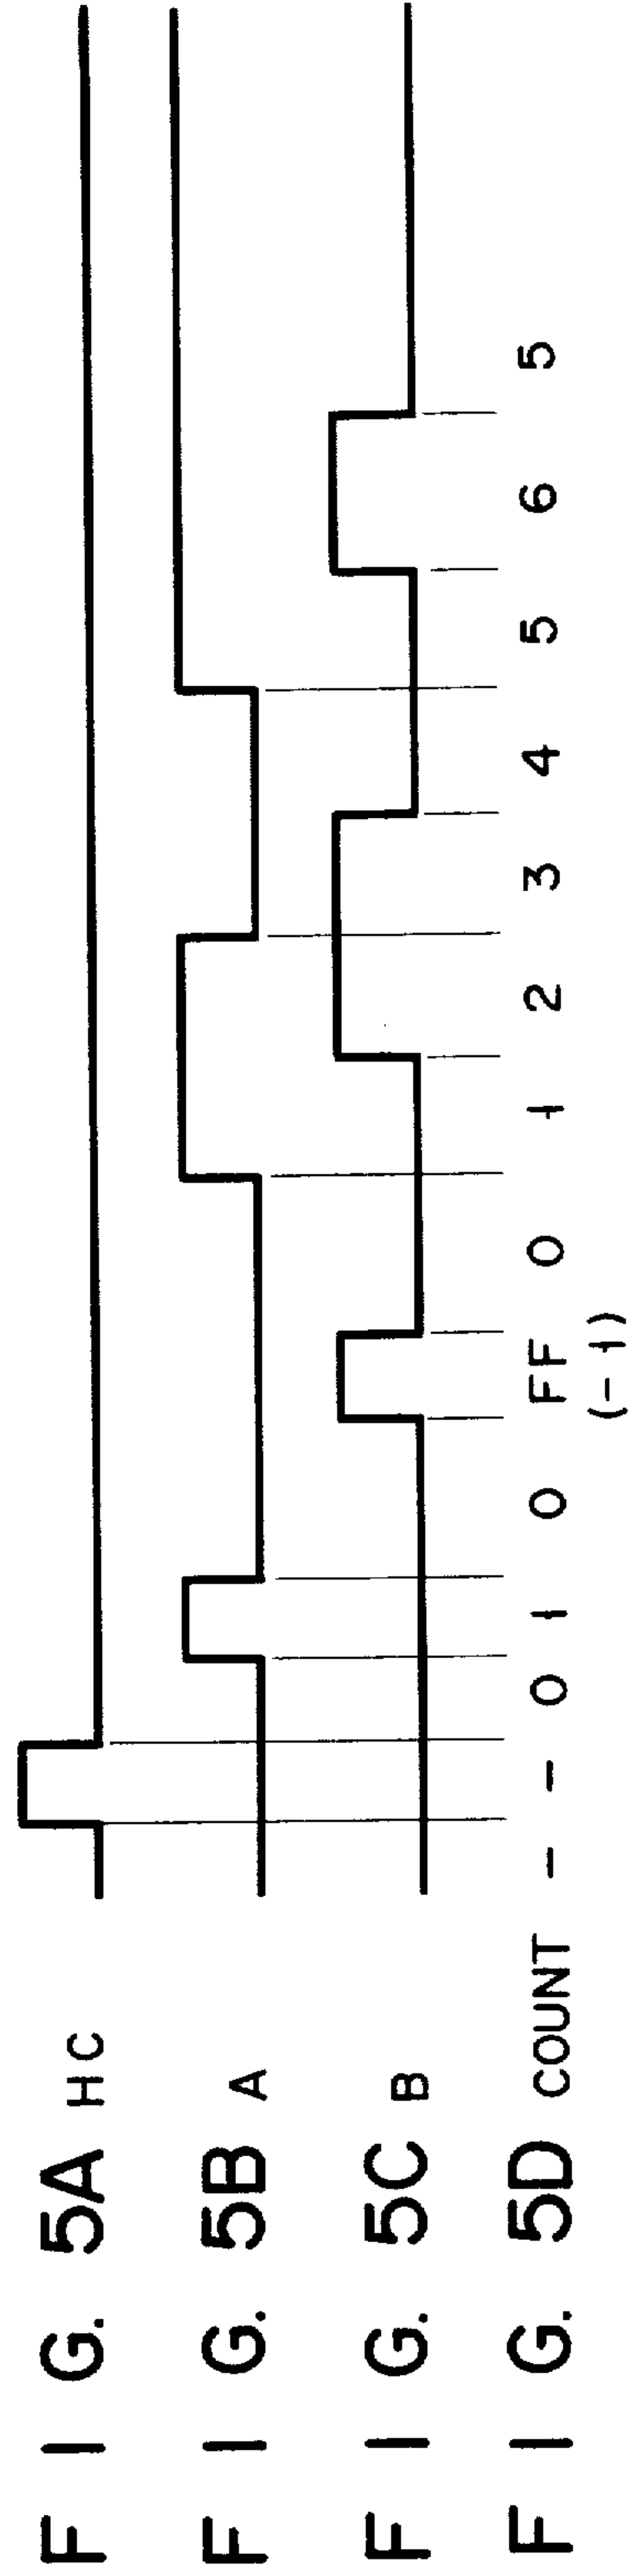 FIG. 5A HC
FIG. 5B A
FIG. 5C B
FIG. 5D COUNT - - 0 1 0 FF 0 1 2 3 4 5 6 5
(-1)